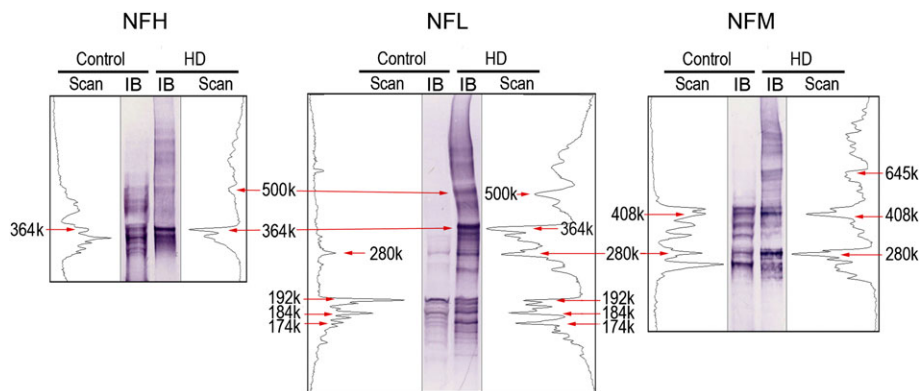 NFH NFL NFM
Control HD Control HD Control HD
Scan IB IB Scan Scan IB IB Scan Scan IB IB Scan
645k
500k 500k
408k 408k
364k 364k 364k
280k 280k 280k
192k 192k
184k 184k
174k 174k